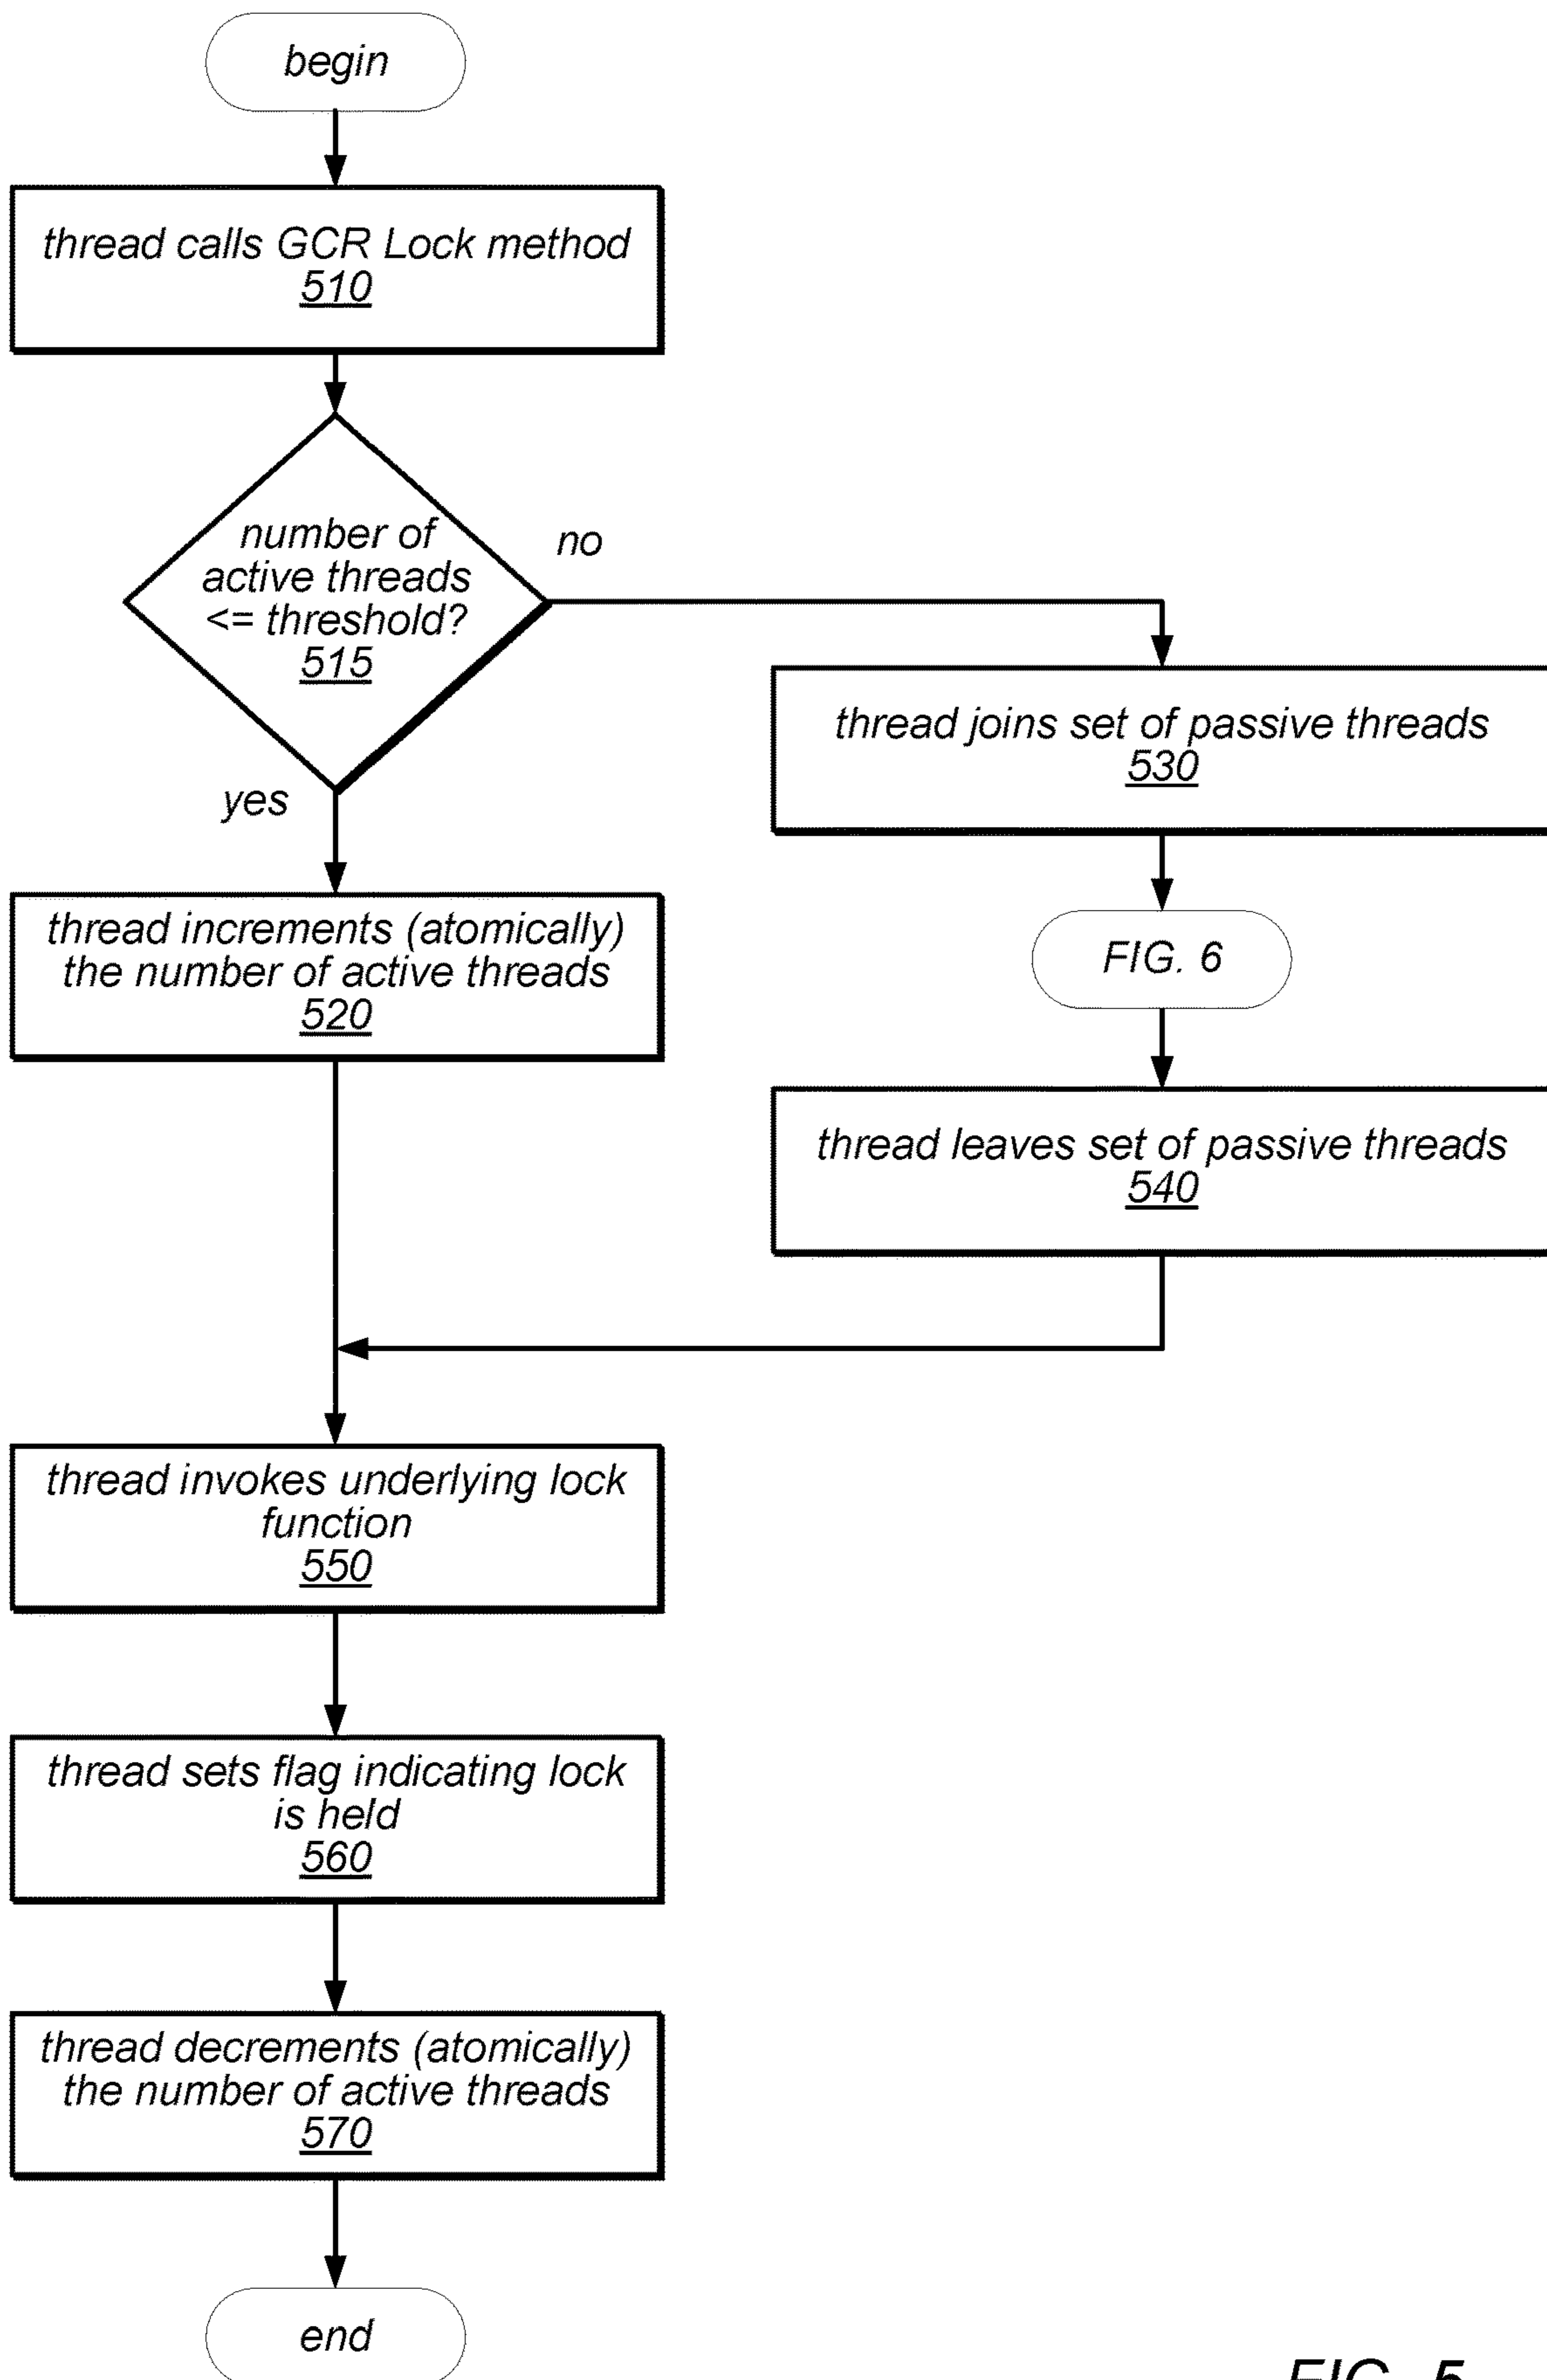 begin
thread calls GCR Lock method
510
number of
active threads
<= threshold?
515
no
yes
thread joins set of passive threads
530
thread increments (atomically)
the number of active threads
520
FIG. 6
thread leaves set of passive threads
540
thread invokes underlying lock
function
550
thread sets flag indicating lock
is held
560
thread decrements (atomically)
the number of active threads
570
end
FIG. 5